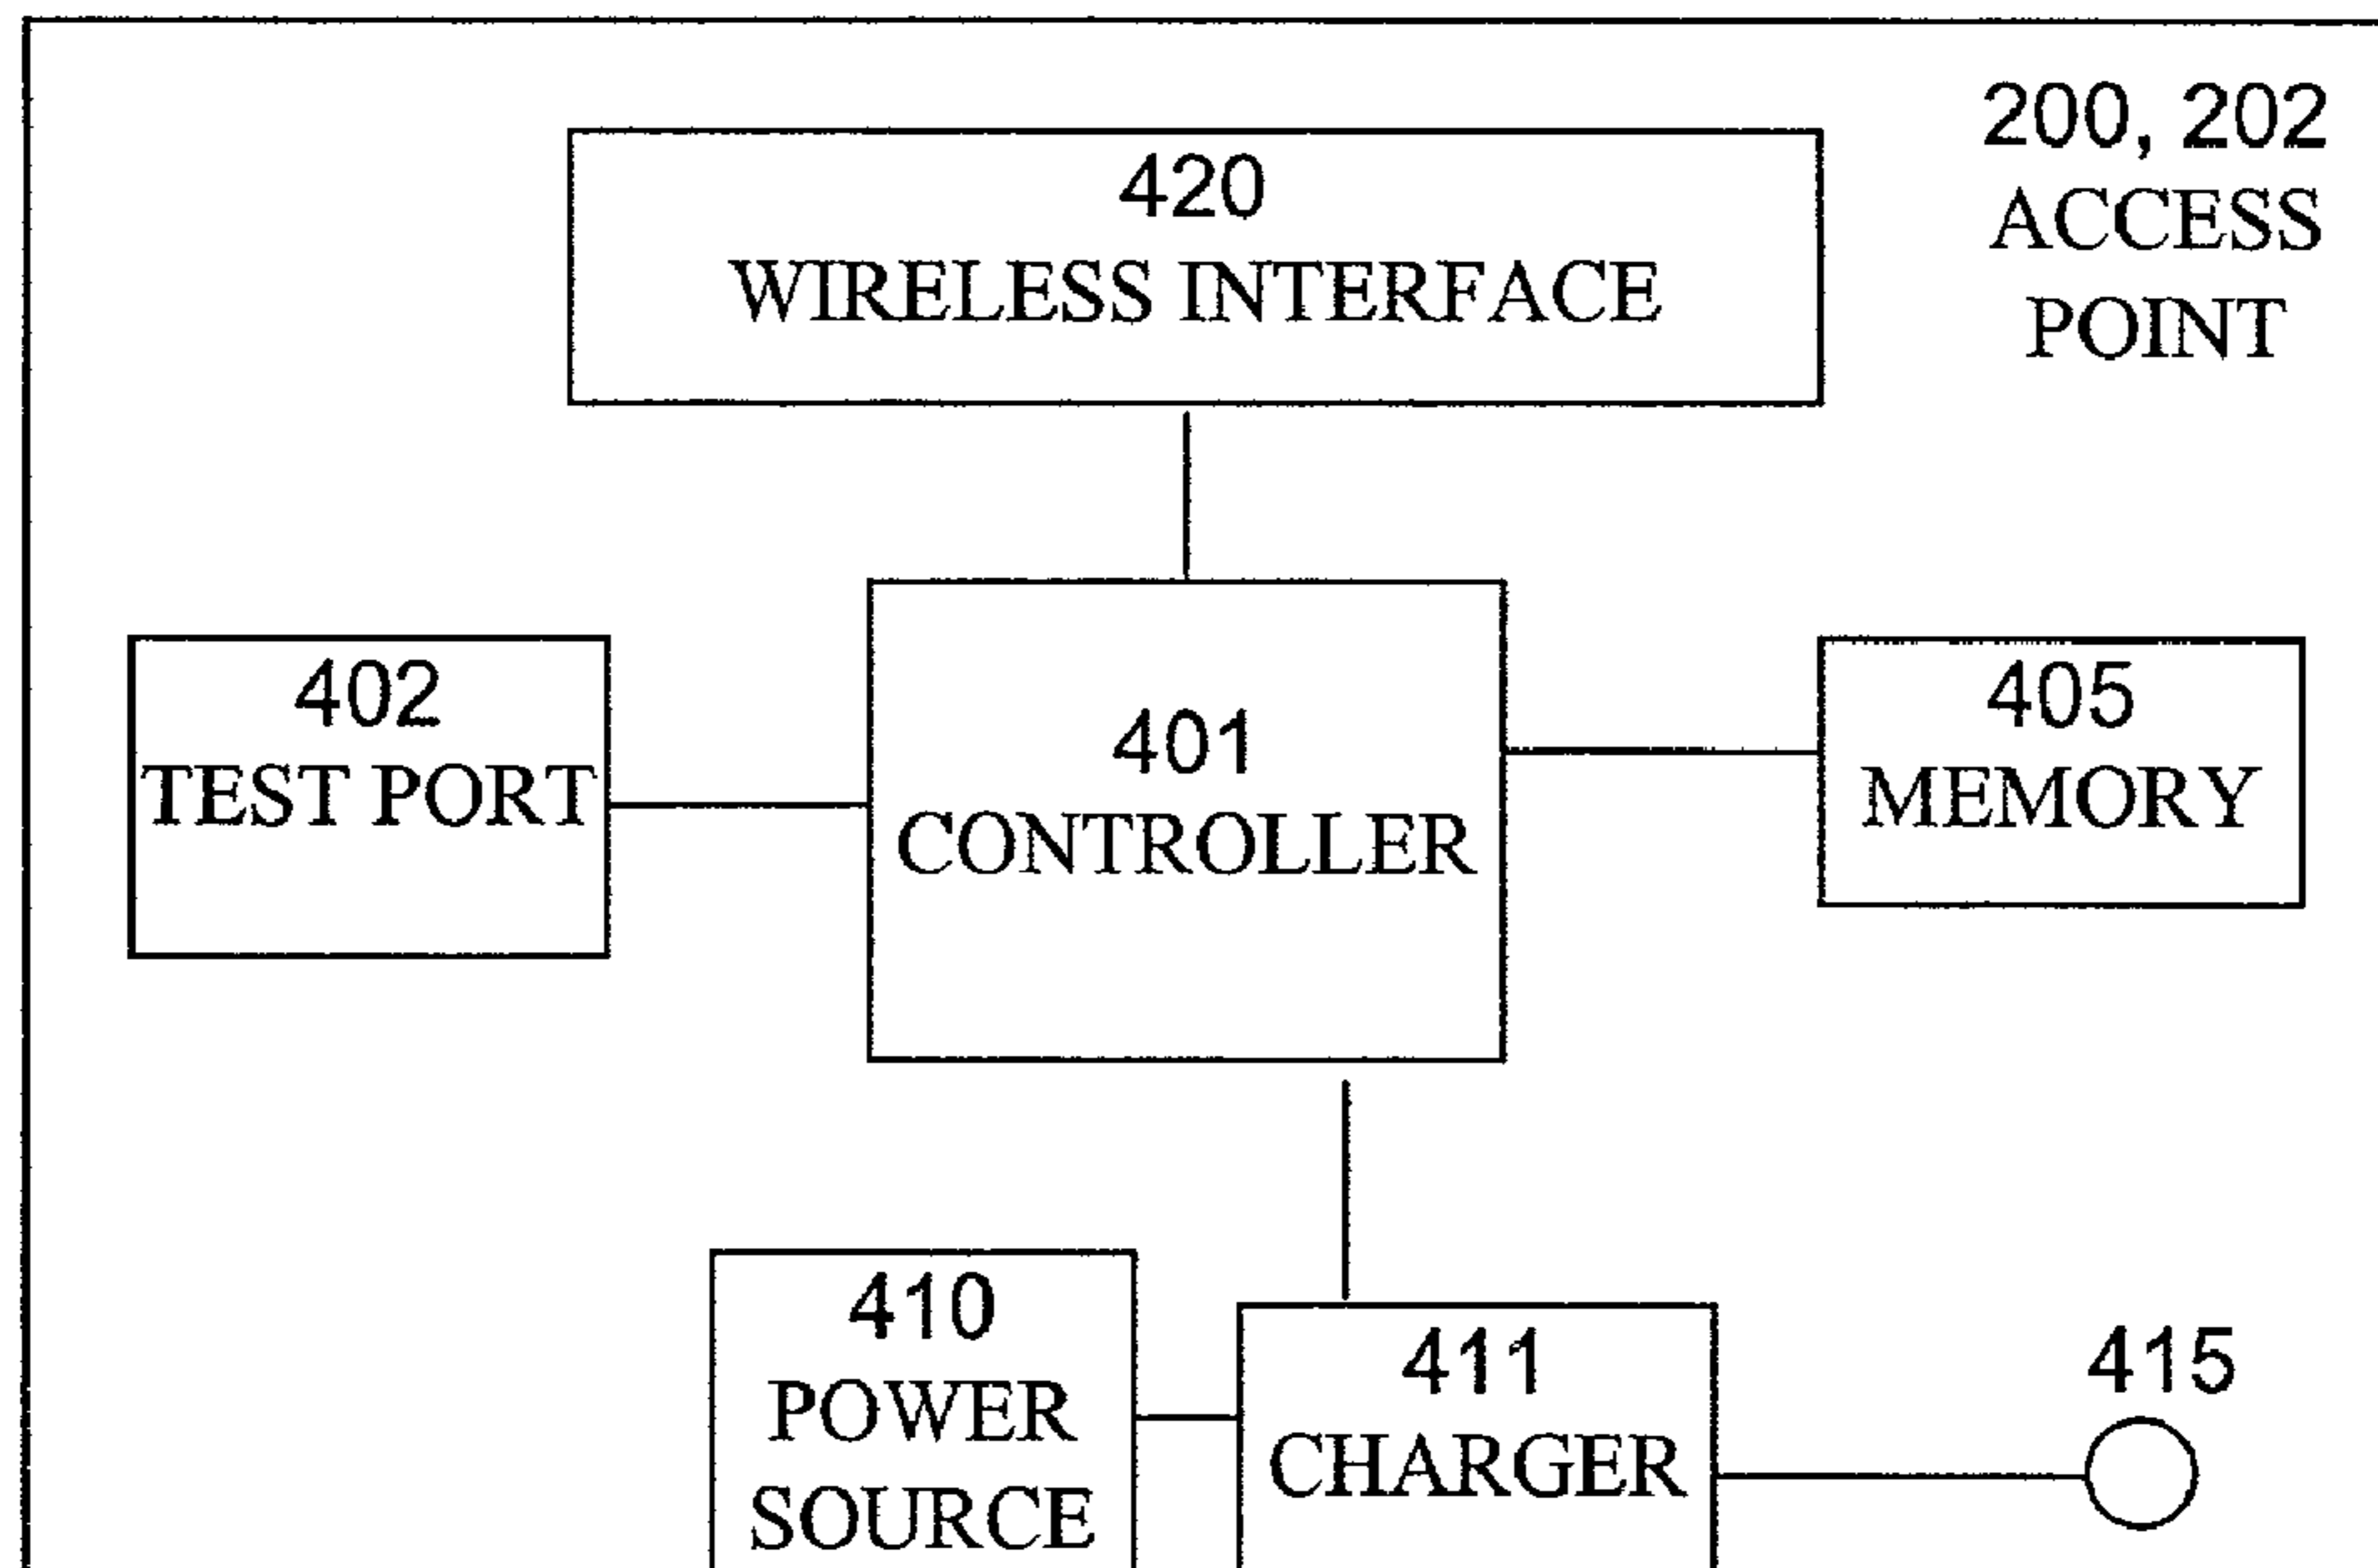 200, 202
ACCESS
POINT
420
WIRELESS INTERFACE
402
TEST PORT
401
CONTROLLER
405
MEMORY
410
POWER
SOURCE
411
CHARGER
415